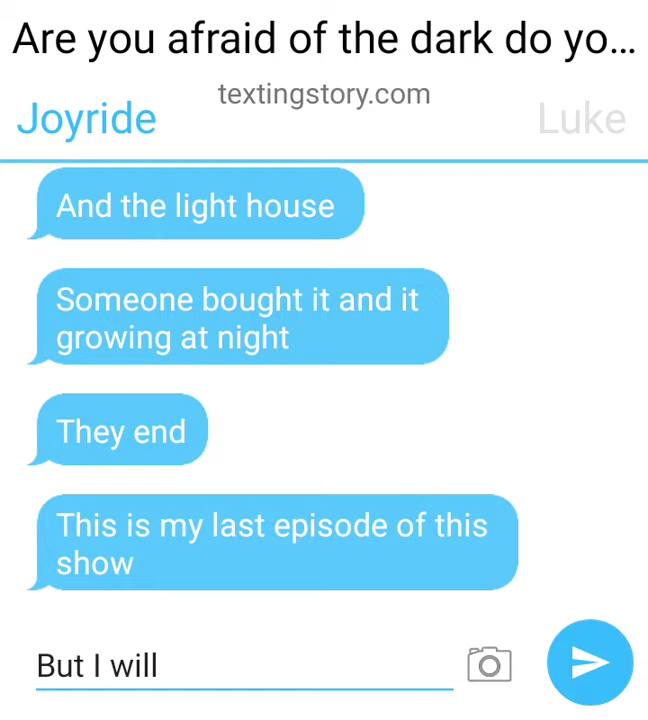 Are you afraid of the dark do yo...
textingstory.com
Joyride
Luke
And the light house
Someone bought it and it
growing at night
They end
This is my last episode of this
show
But I will